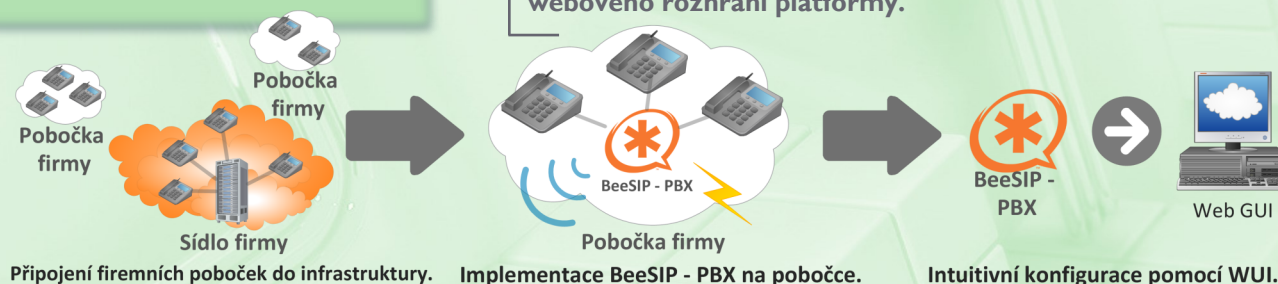 webového rozhraní platformy.
Pobočka
firmy
Pobočka
firmy
Sídlo firmy
Připojení firemních poboček do infrastruktury.
BeeSIP - PBX
Pobočka firmy
Implementace BeeSIP - PBX na pobočce.
BeeSIP -
PBX
Web GUI
Intuitivní konfigurace pomocí WUI.